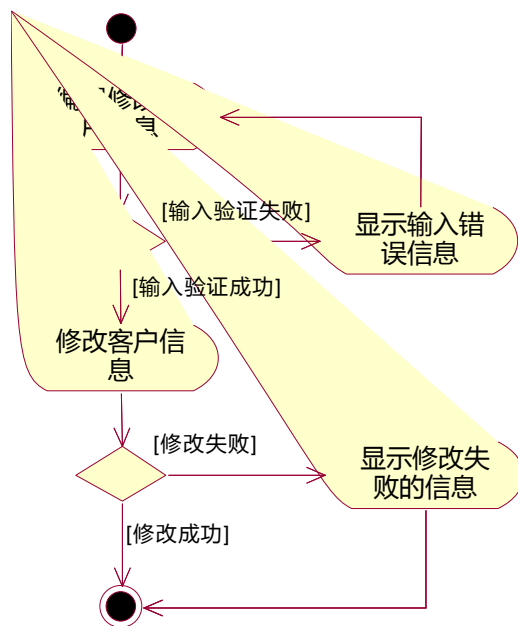 [输入验证失败]
显示输入错
误信息
[输入验证成功]
修改客户信
息
[修改失败]
显示修改失
败的信息
[修改成功]